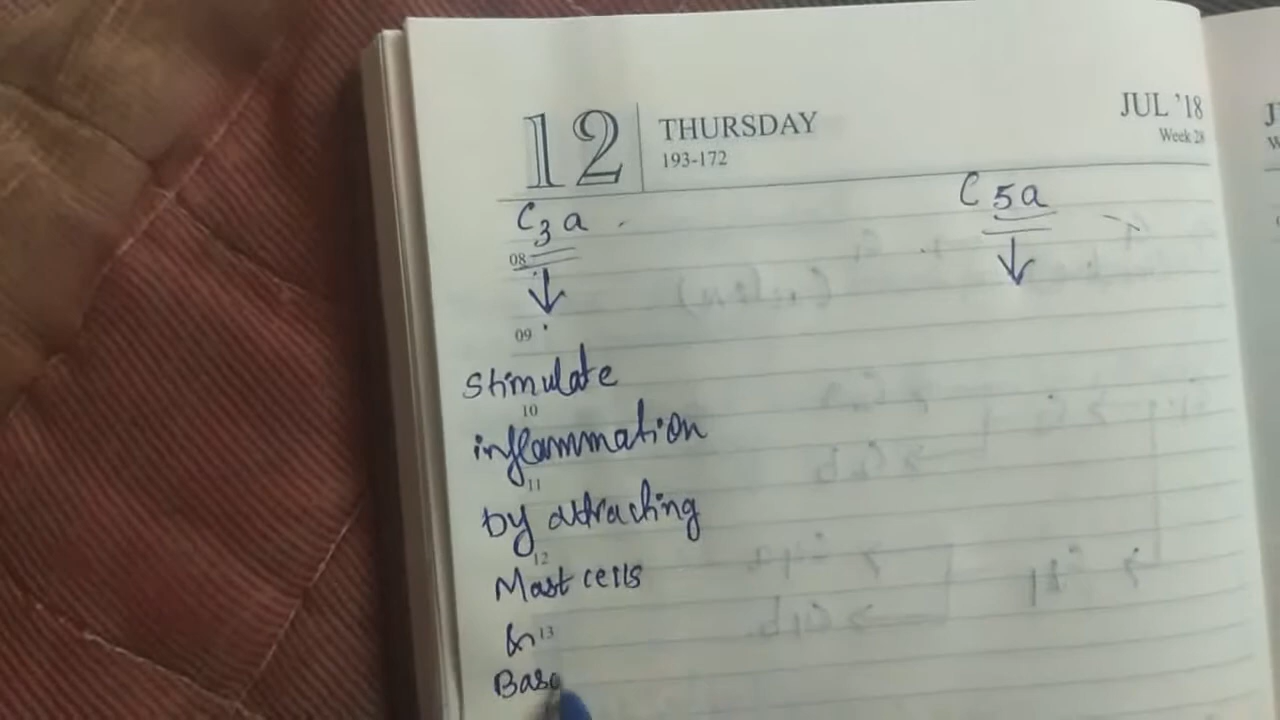 12 THURSDAY JUL '18
193-172 Week 28
C3a C5a
08
09
Stimulate
10
inflammation
11
by attracting
12
Mast cells
& 13
Baso